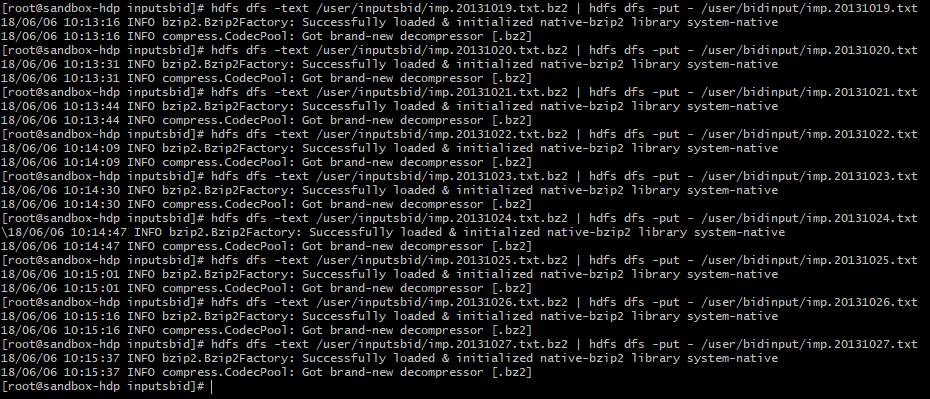 [root@sandbox-hdp inputsbid]# hdfs dfs -text /user/inputsbid/imp.20131019.txt.bz2 | hdfs dfs -put - /user/bidinput/imp.20131019.txt
18/06/06 10:13:16 INFO bzip2.Bzip2Factory: Successfully loaded & initialized native-bzip2 library system-native
18/06/06 10:13:16 INFO compress.CodecPool: Got brand-new decompressor [.bz2]
[root@sandbox-hdp inputsbid]# hdfs dfs -text /user/inputsbid/imp.20131020.txt.bz2 | hdfs dfs -put - /user/bidinput/imp.20131020.txt
18/06/06 10:13:31 INFO bzip2.Bzip2Factory: Successfully loaded & initialized native-bzip2 library system-native
18/06/06 10:13:31 INFO compress.CodecPool: Got brand-new decompressor [.bz2]
[root@sandbox-hdp inputsbid]# hdfs dfs -text /user/inputsbid/imp.20131021.txt.bz2 | hdfs dfs -put - /user/bidinput/imp.20131021.txt
18/06/06 10:13:44 INFO bzip2.Bzip2Factory: Successfully loaded & initialized native-bzip2 library system-native
18/06/06 10:13:44 INFO compress.CodecPool: Got brand-new decompressor [.bz2]
[root@sandbox-hdp inputsbid]# hdfs dfs -text /user/inputsbid/imp.20131022.txt.bz2 | hdfs dfs -put - /user/bidinput/imp.20131022.txt
18/06/06 10:14:09 INFO bzip2.Bzip2Factory: Successfully loaded & initialized native-bzip2 library system-native
18/06/06 10:14:09 INFO compress.CodecPool: Got brand-new decompressor [.bz2]
[root@sandbox-hdp inputsbid]# hdfs dfs -text /user/inputsbid/imp.20131023.txt.bz2 | hdfs dfs -put - /user/bidinput/imp.20131023.txt
18/06/06 10:14:30 INFO bzip2.Bzip2Factory: Successfully loaded & initialized native-bzip2 library system-native
18/06/06 10:14:30 INFO compress.CodecPool: Got brand-new decompressor [.bz2]
[root@sandbox-hdp inputsbid]# hdfs dfs -text /user/inputsbid/imp.20131024.txt.bz2 | hdfs dfs -put - /user/bidinput/imp.20131024.txt
\18/06/06 10:14:47 INFO bzip2.Bzip2Factory: Successfully loaded & initialized native-bzip2 library system-native
18/06/06 10:14:47 INFO compress.CodecPool: Got brand-new decompressor [.bz2]
[root@sandbox-hdp inputsbid]# hdfs dfs -text /user/inputsbid/imp.20131025.txt.bz2 | hdfs dfs -put - /user/bidinput/imp.20131025.txt
18/06/06 10:15:01 INFO bzip2.Bzip2Factory: Successfully loaded & initialized native-bzip2 library system-native
18/06/06 10:15:01 INFO compress.CodecPool: Got brand-new decompressor [.bz2]
[root@sandbox-hdp inputsbid]# hdfs dfs -text /user/inputsbid/imp.20131026.txt.bz2 | hdfs dfs -put - /user/bidinput/imp.20131026.txt
18/06/06 10:15:16 INFO bzip2.Bzip2Factory: Successfully loaded & initialized native-bzip2 library system-native
18/06/06 10:15:16 INFO compress.CodecPool: Got brand-new decompressor [.bz2]
[root@sandbox-hdp inputsbid]# hdfs dfs -text /user/inputsbid/imp.20131027.txt.bz2 | hdfs dfs -put - /user/bidinput/imp.20131027.txt
18/06/06 10:15:37 INFO bzip2.Bzip2Factory: Successfully loaded & initialized native-bzip2 library system-native
18/06/06 10:15:37 INFO compress.CodecPool: Got brand-new decompressor [.bz2]
[root@sandbox-hdp inputsbid]#